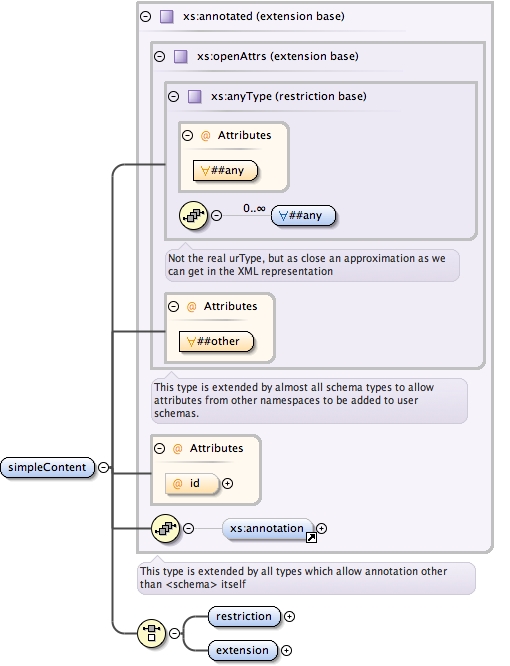 xs:annotated (extension base)
xs:openAttrs (extension base)
xs:anyType (restriction base)
@ Attributes
∀##any
0..∞
∀##any
Not the real urType, but as close an approximation as we
can get in the XML representation
@ Attributes
∀##other
This type is extended by almost all schema types to allow
attributes from other namespaces to be added to user
schemas.
@ Attributes
simpleContent
@ id
xs:annotation
This type is extended by all types which allow annotation other
than <schema> itself
restriction
extension